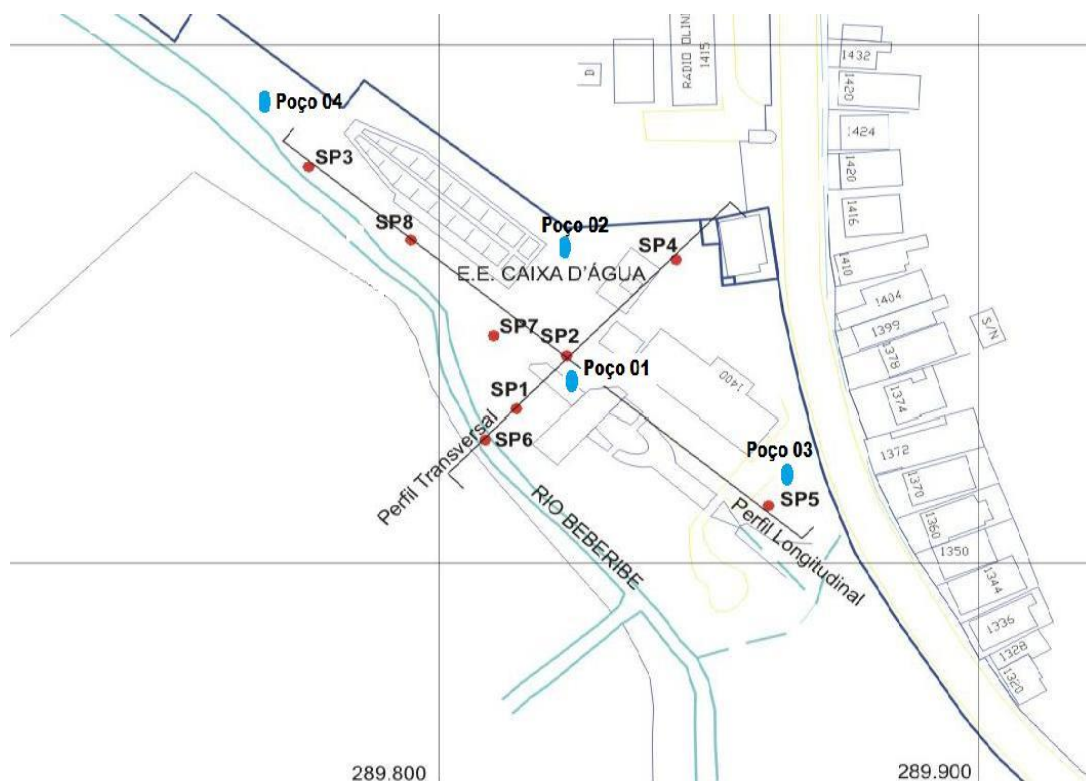 RÁDIO OLIN
1415
D
1432
1420
1424
1420
1416
1410
1404
1399
1378
1374
1372
1370
1360
1350
1344
1336
1328
1320
S/N
Poço 04
SP3
SP8
Poço 02
SP4
E.E. CAIXA D'ÁGUA
SP7
SP2
Poço 01
1400
SP1
SP6
Perfil Transversal
Poço 03
SP5
Perfil Longitudinal
RIO BEBERIBE
289.800
289.900